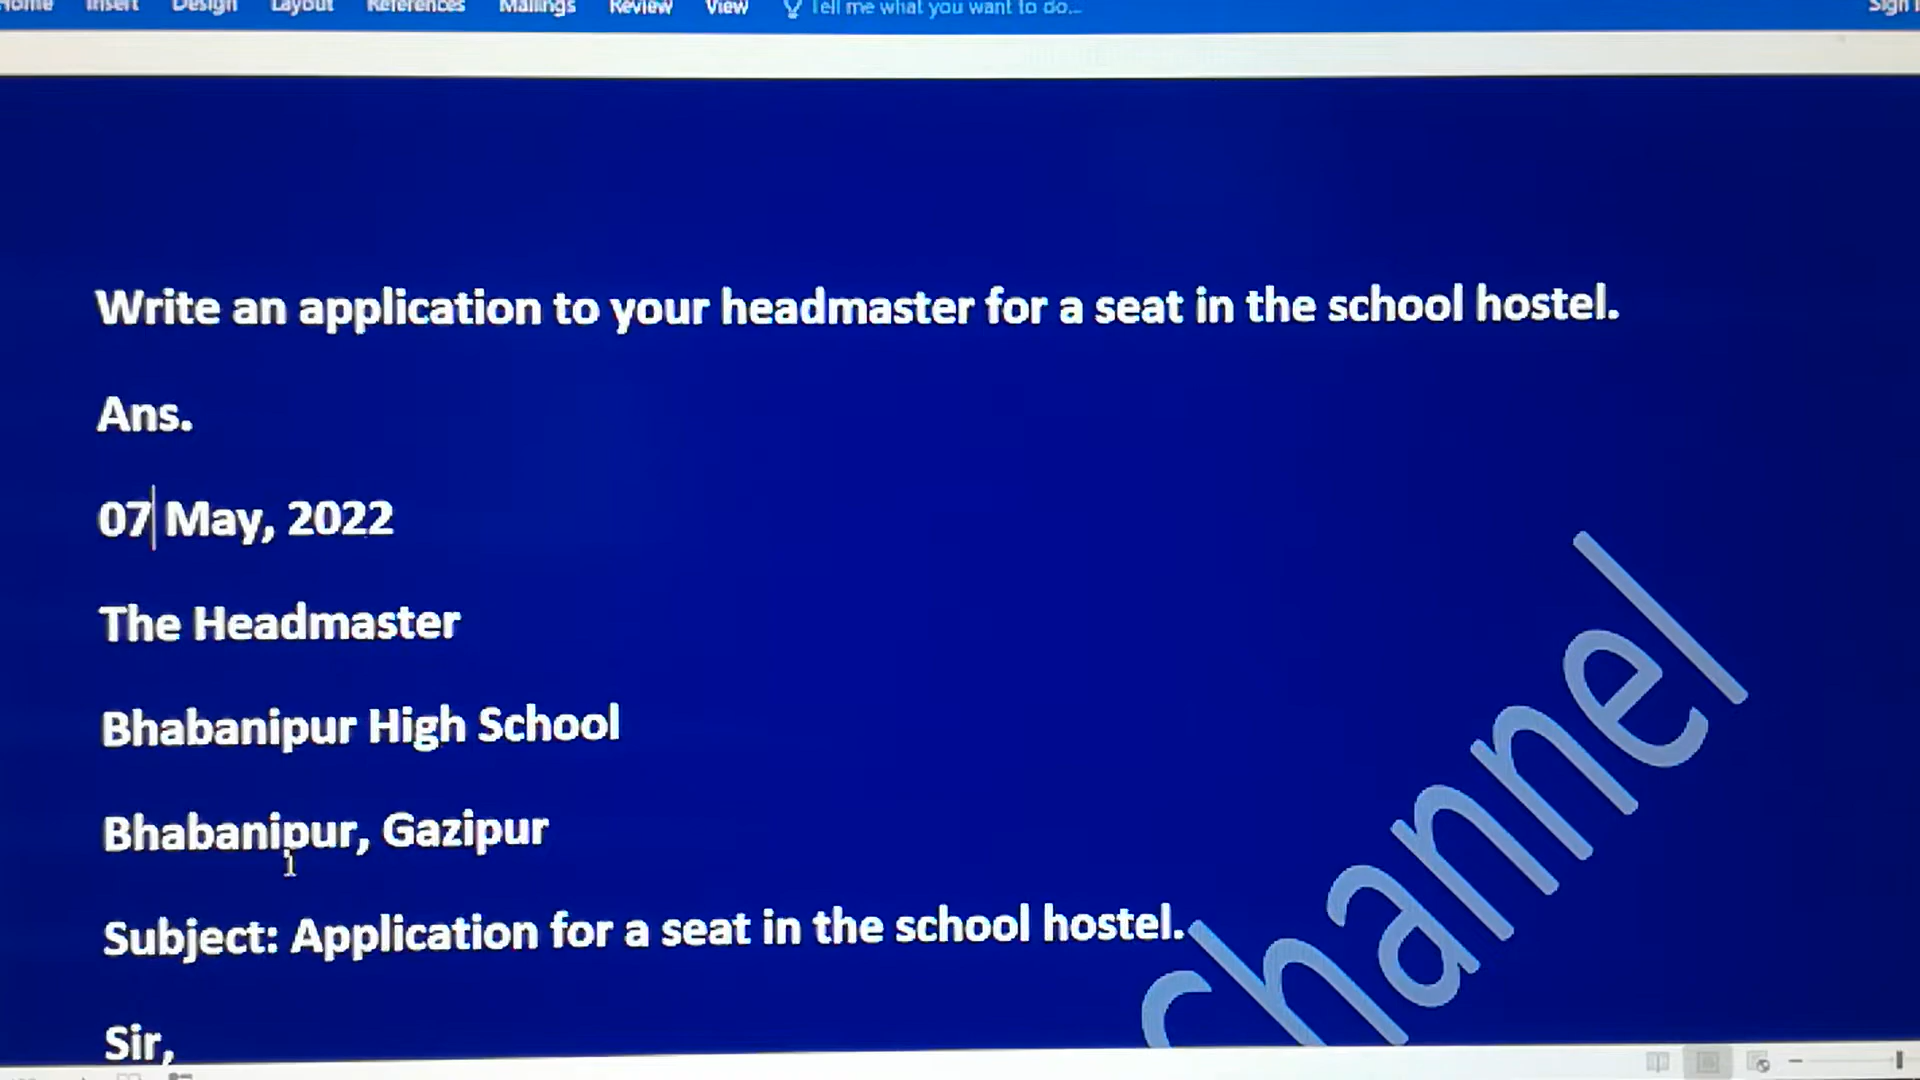 Home Insert Design Layout References Mailings Review View Tell me what you want to do...
Sign
Write an application to your headmaster for a seat in the school hostel.
Ans.
07 May, 2022
The Headmaster
Bhabanipur High School
Bhabanipur, Gazipur
Subject: Application for a seat in the school hostel.
Sir,
channel